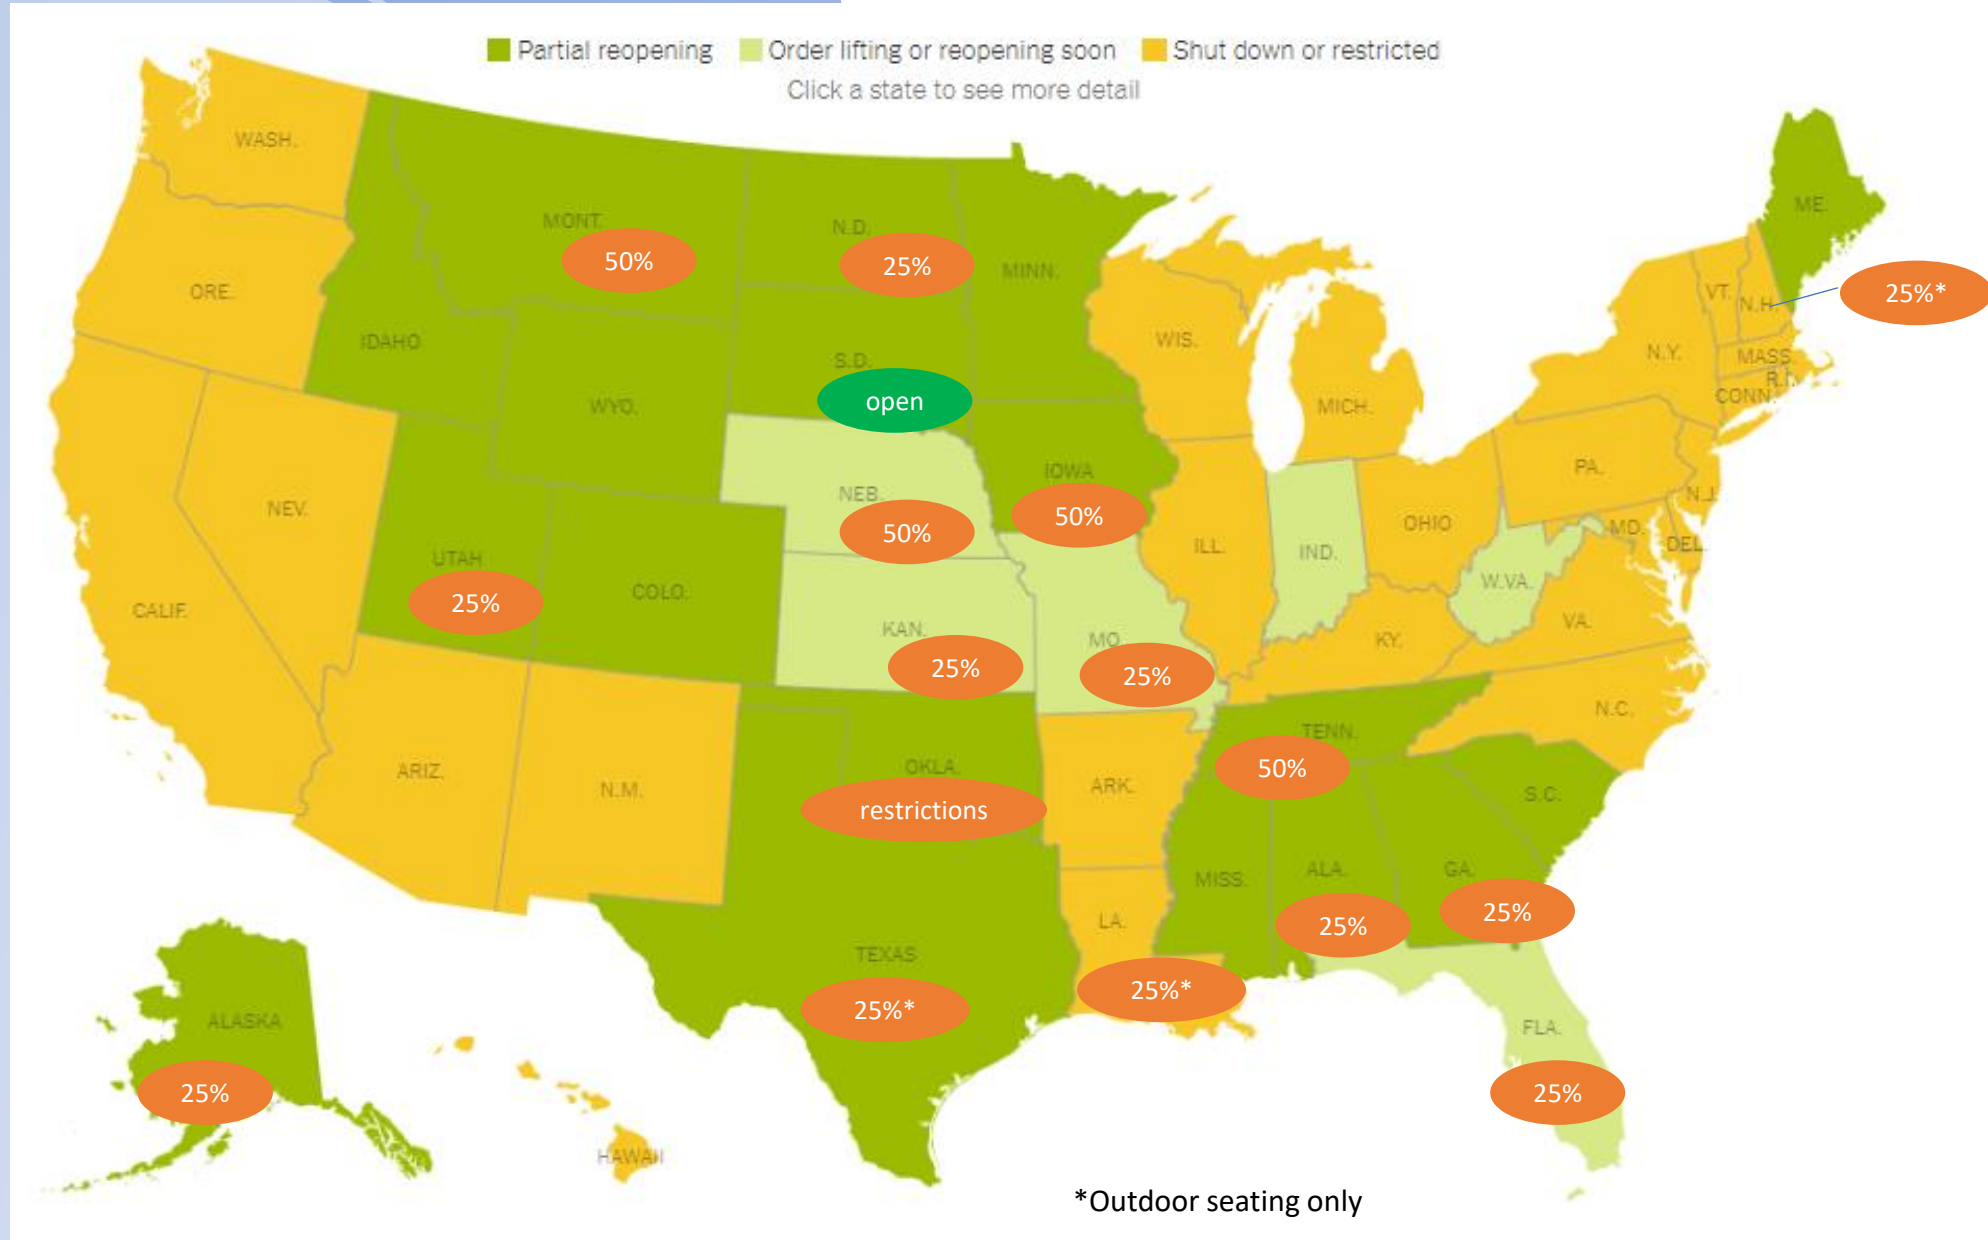 Partial reopening
Order lifting or reopening soon
Shut down or restricted
Click a state to see more detail
WASH.
ORE.
CALIF.
NEV.
IDAHO
MONT.
50%
WYO.
UTAH
25%
COLO.
ARIZ.
N.M.
N.D.
25%
S.D.
open
NEB.
50%
KAN.
25%
OKLA.
restrictions
TEXAS
25%*
MINN.
IOWA
50%
MO.
25%
ARK.
LA.
25%*
WIS.
ILL.
MICH.
IND.
OHIO
KY.
TENN.
50%
MISS.
ALA.
25%
GA.
25%
FLA.
25%
S.C.
N.C.
VA.
W.VA.
MD.
DEL.
PA.
N.J.
N.Y.
CONN.
R.I.
MASS.
VT.
N.H.
25%*
ME.
ALASKA
25%
HAWAII
*Outdoor seating only